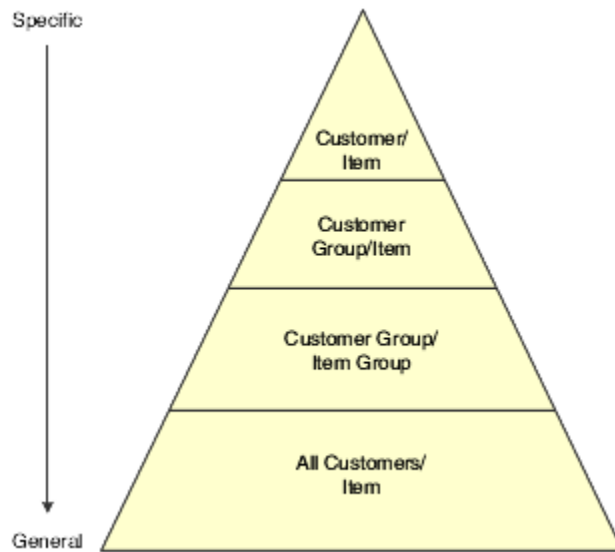 Specific
Customer/
Item
Customer
Group/Item
Customer Group/
Item Group
All Customers/
Item
General